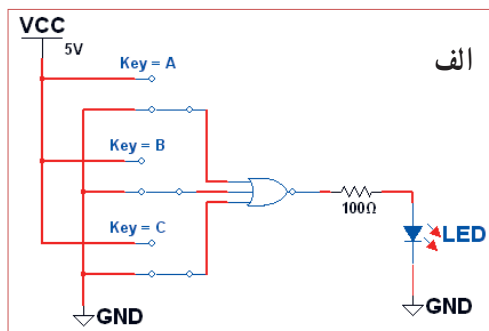 VCC
5V
الف
Key = A
Key = B
100Ω
Key = C
LED
GND
GND